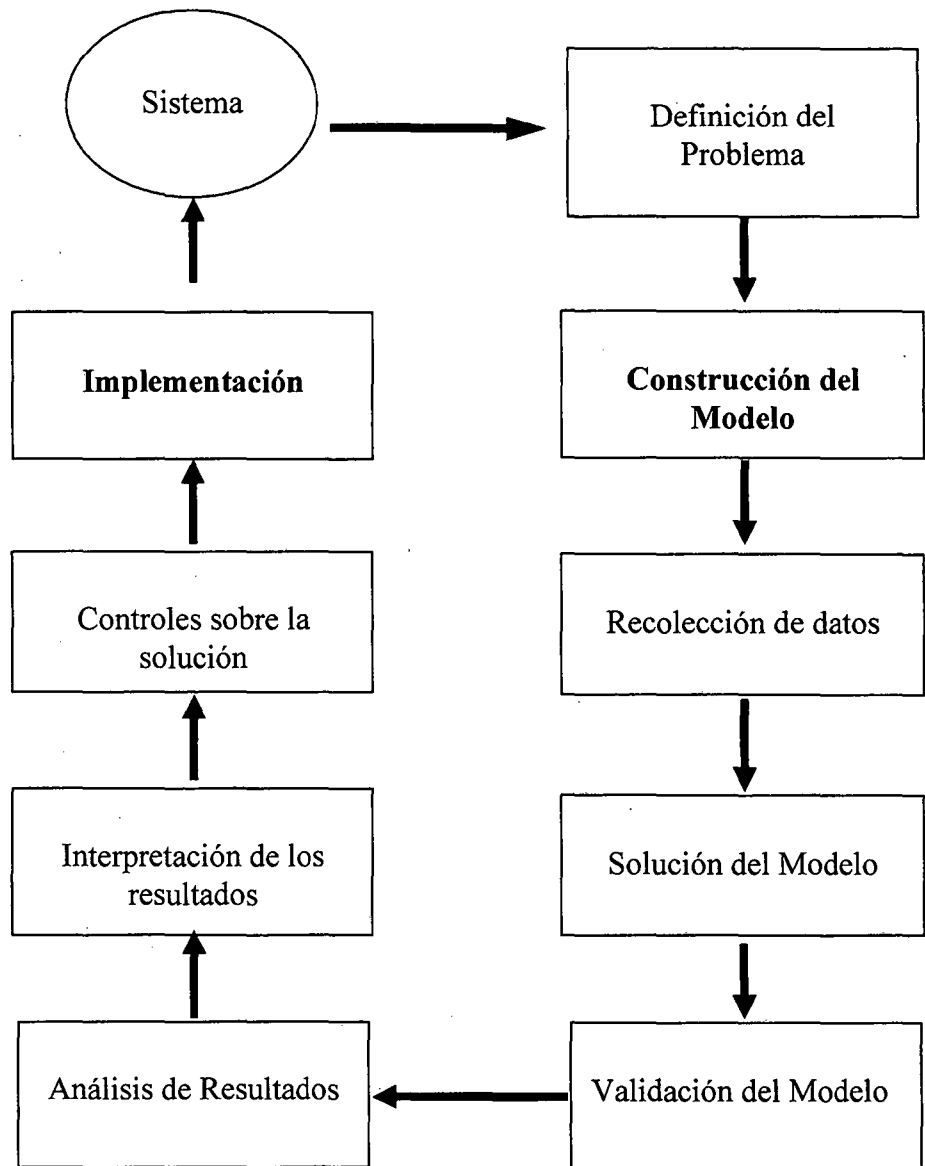 Sistema
Definición del
Problema
Construcción del
Modelo
Recolección de datos
Solución del Modelo
Validación del Modelo
Análisis de Resultados
Interpretación de los
resultados
Controles sobre la
solución
Implementación